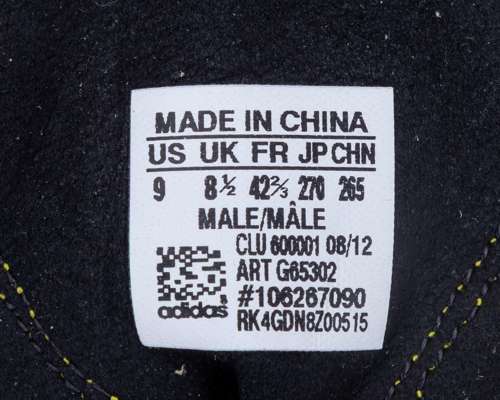 MADE IN CHINA
US UK FR JP CHN
9 8½ 42⅔ 270 265
MALE/MÂLE
CLU 600001 08/12
ART G65302
#106267090
adidas RK4GDN8Z00515